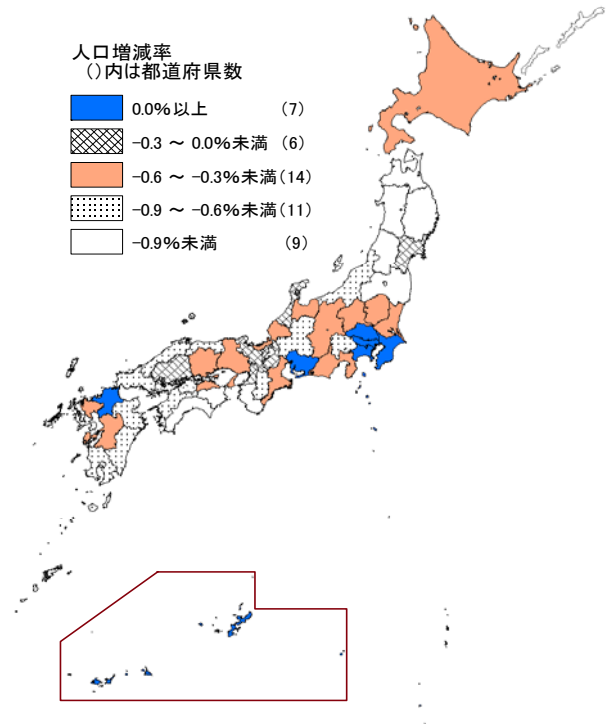 人口増減率
()内は都道府県数
0.0%以上 (7)
-0.3 ～ 0.0%未満 (6)
-0.6 ～ -0.3%未満(14)
-0.9 ～ -0.6%未満(11)
-0.9%未満 (9)